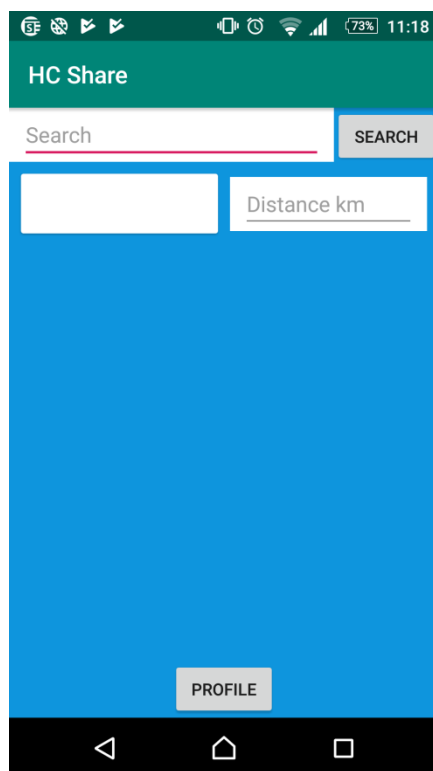 73% 11:18
HC Share
Search SEARCH
Distance km
PROFILE